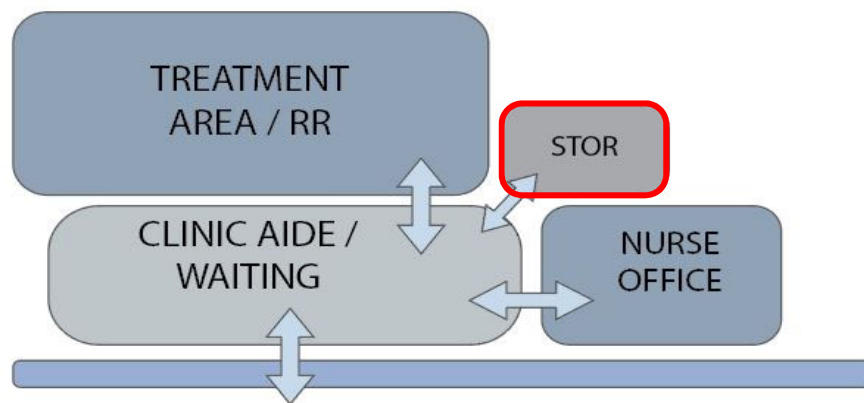 TREATMENT
AREA / RR
STOR
CLINIC AIDE /
WAITING
NURSE
OFFICE